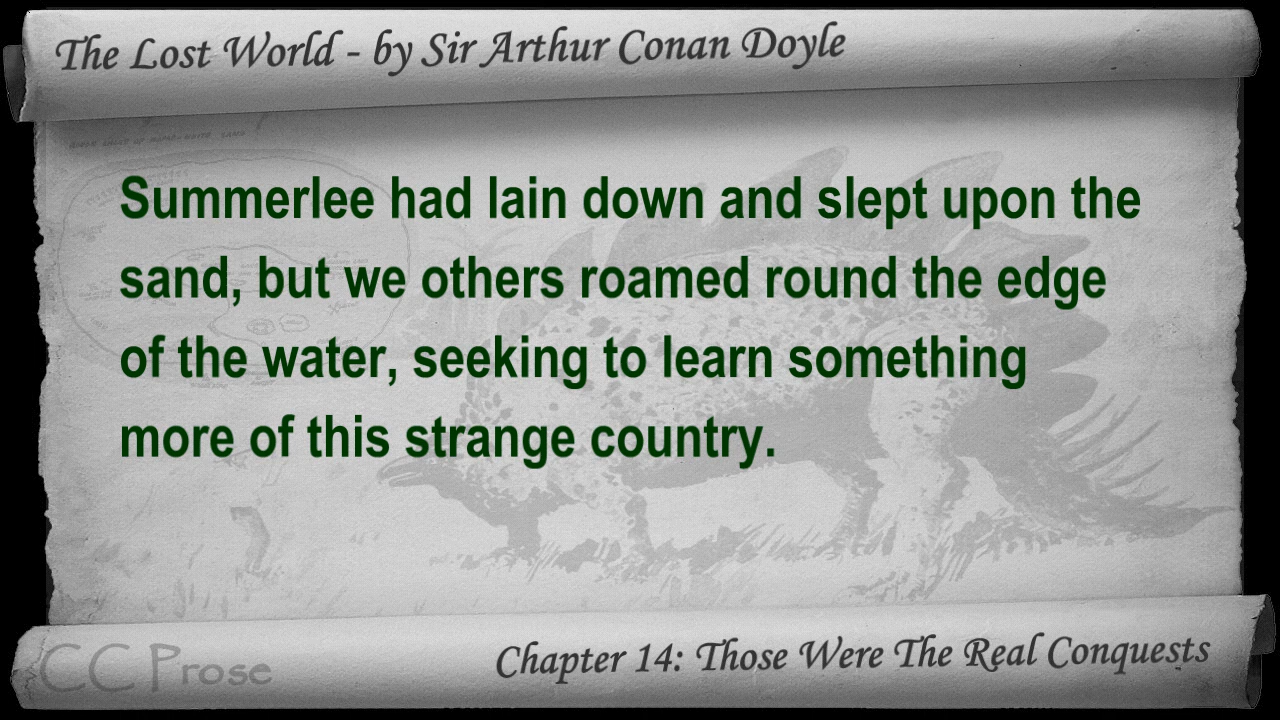 The Lost World - by Sir Arthur Conan Doyle
Summerlee had lain down and slept upon the
sand, but we others roamed round the edge
of the water, seeking to learn something
more of this strange country.
CC Prose
Chapter 14: Those Were The Real Conquests